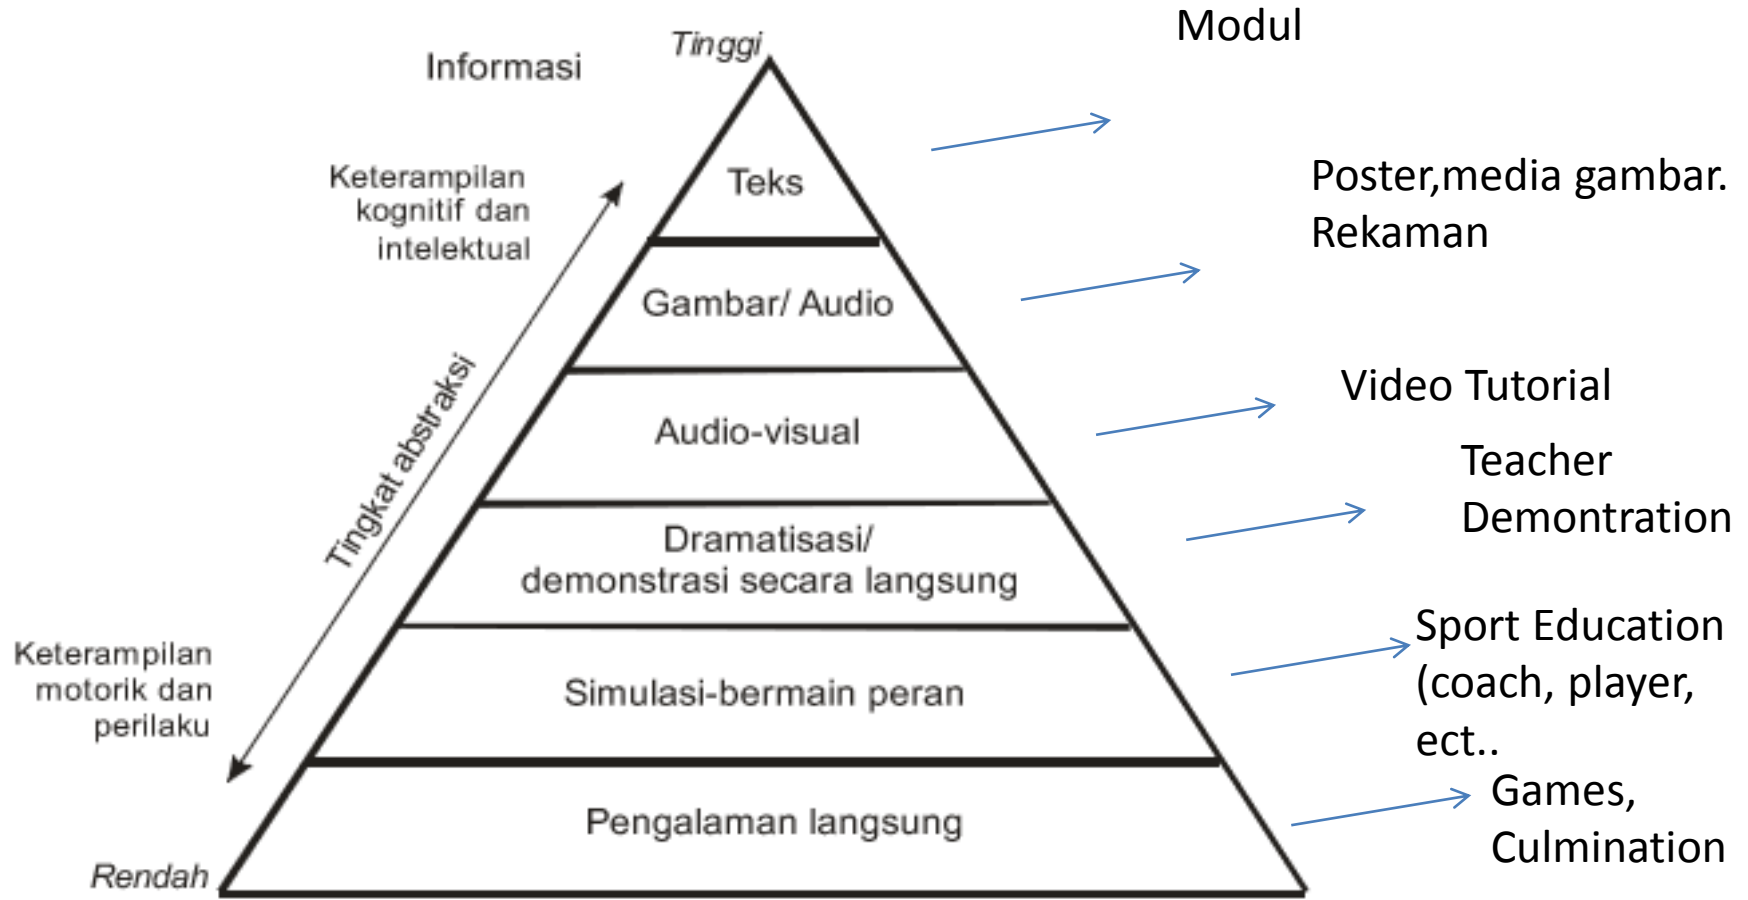 Modul
Tinggi
Informasi
Keterampilan
kognitif dan
intelektual
Teks
Poster,media gambar.
Rekaman
Gambar/ Audio
Tingkat abstraksi
Audio-visual
Video Tutorial
Dramatisasi/
demonstrasi secara langsung
Teacher
Demontration
Keterampilan
motorik dan
perilaku
Simulasi-bermain peran
Sport Education
(coach, player,
ect..
Pengalaman langsung
Games,
Culmination
Rendah